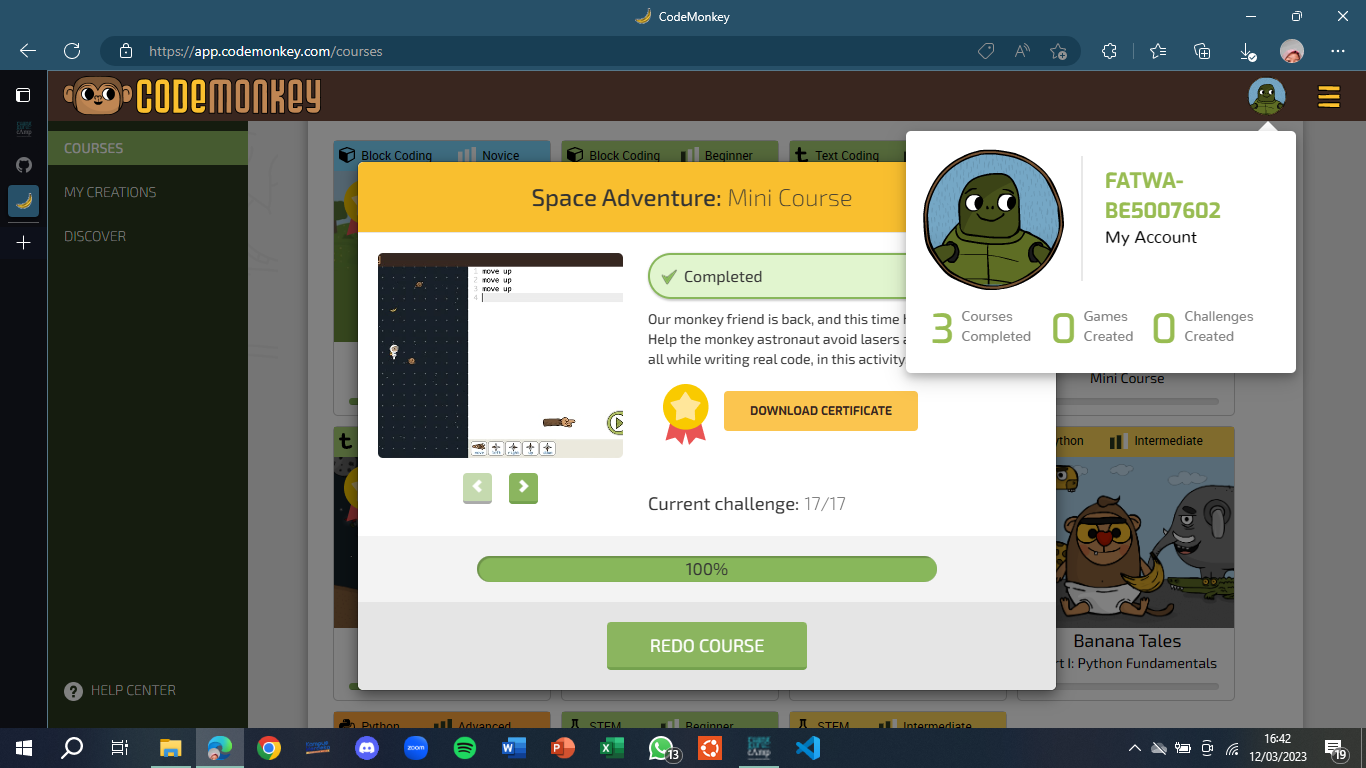 CodeMonkey
https://app.codemonkey.com/courses
CODEMONKEY
COURSES
MY CREATIONS
DISCOVER
HELP CENTER
Block Coding Novice
Block Coding Beginner
Text Coding
Space Adventure: Mini Course
1 move up
2 move up
3 move up
4
Completed
Our monkey friend is back, and this time
Help the monkey astronaut avoid lasers
all while writing real code, in this activity
DOWNLOAD CERTIFICATE
Current challenge: 17/17
100%
REDO COURSE
FATWA-
BE5007602
My Account
3 Courses Completed
0 Games Created
0 Challenges Created
Mini Course
Intermediate
Banana Tales
I: Python Fundamentals
Python Advanced
STEM Beginner
STEM Intermediate
zoom
13
16:42
12/03/2023
19